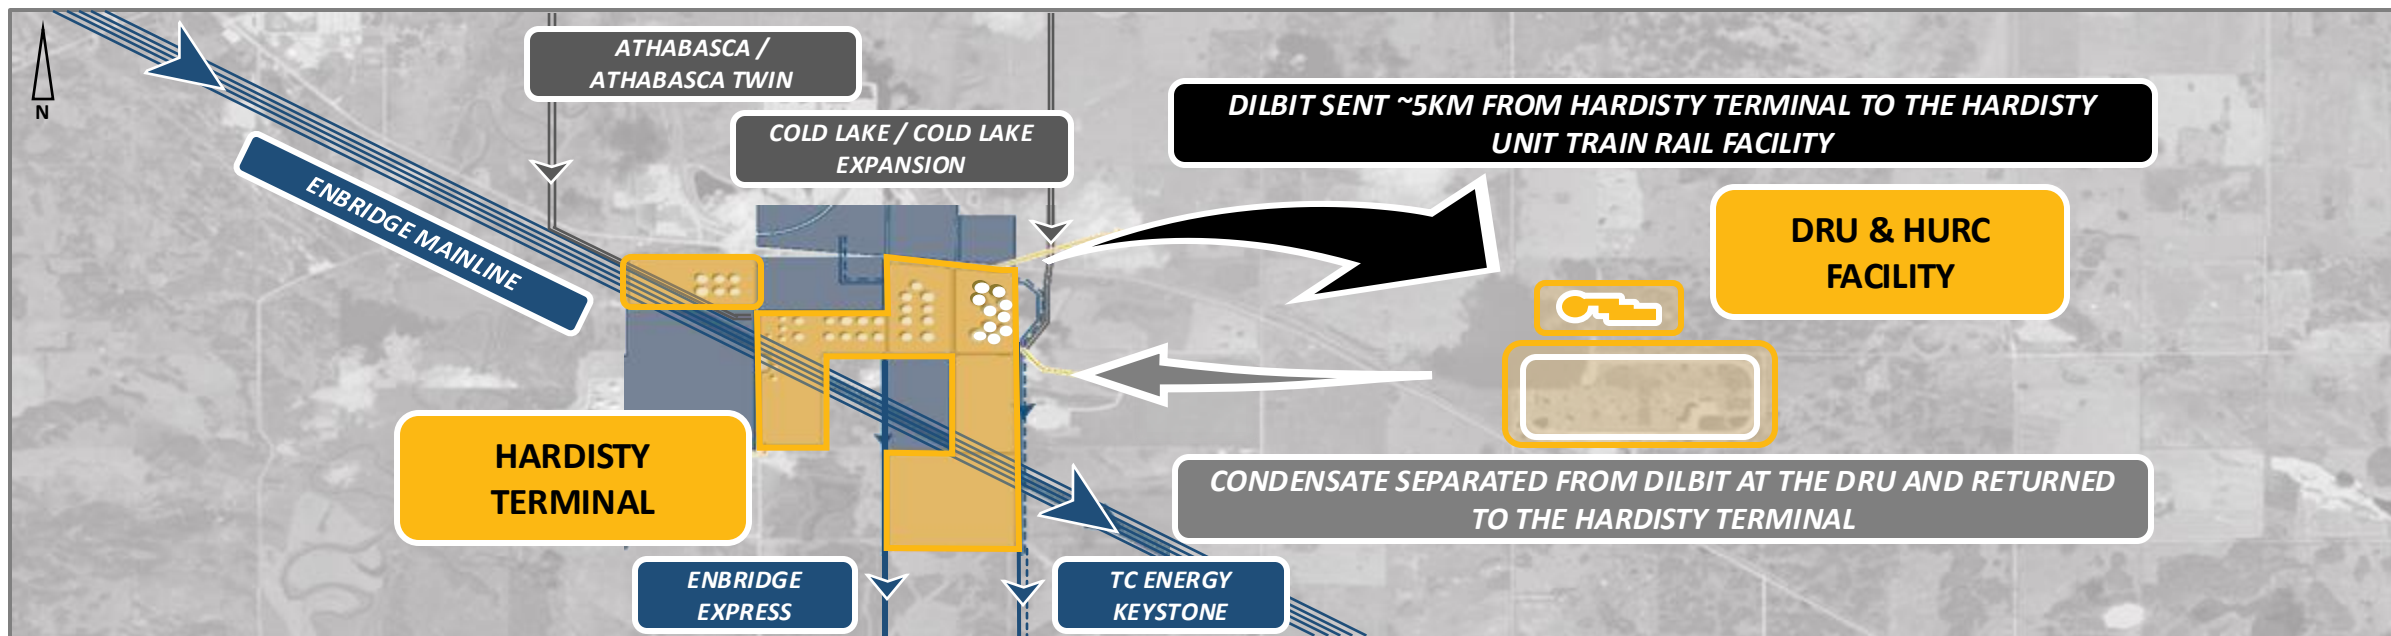 N
ATHABASCA /
ATHABASCA TWIN
COLD LAKE / COLD LAKE
EXPANSION
DILBIT SENT ~5KM FROM HARDISTY TERMINAL TO THE HARDISTY
UNIT TRAIN RAIL FACILITY
ENBRIDGE MAINLINE
DRU & HURC
FACILITY
HARDISTY
TERMINAL
CONDENSATE SEPARATED FROM DILBIT AT THE DRU AND RETURNED
TO THE HARDISTY TERMINAL
ENBRIDGE
EXPRESS
TC ENERGY
KEYSTONE